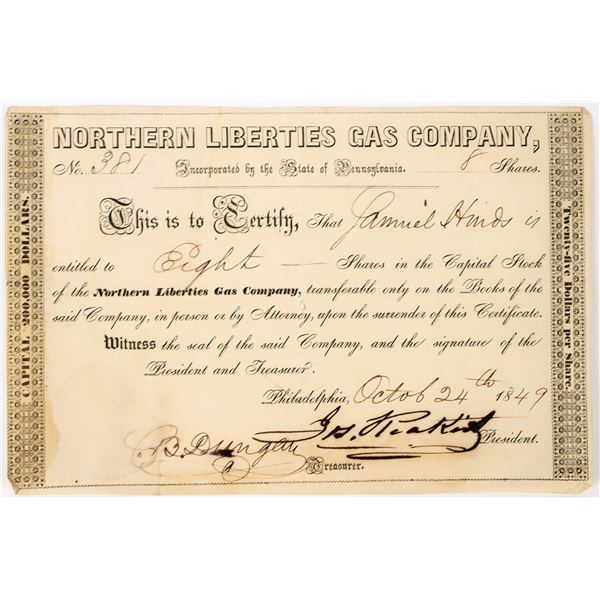 NORTHERN LIBERTIES GAS COMPANY,
No. 381 Incorporated by the State of Pennsylvania. 8 Shares.
This is to Certify, That Samuel Hinds is
entitled to Eight — Shares in the Capital Stock
of the Northern Liberties Gas Company, transferable only on the Books of the
said Company, in person or by Attorney, upon the surrender of this Certificate.
Witness the seal of the said Company, and the signature of the
President and Treasurer.
Philadelphia, Octob 24th 1849
President.
Treasurer.
CAPITAL 200,000 DOLLARS.
Twenty-five Dollars per Share.